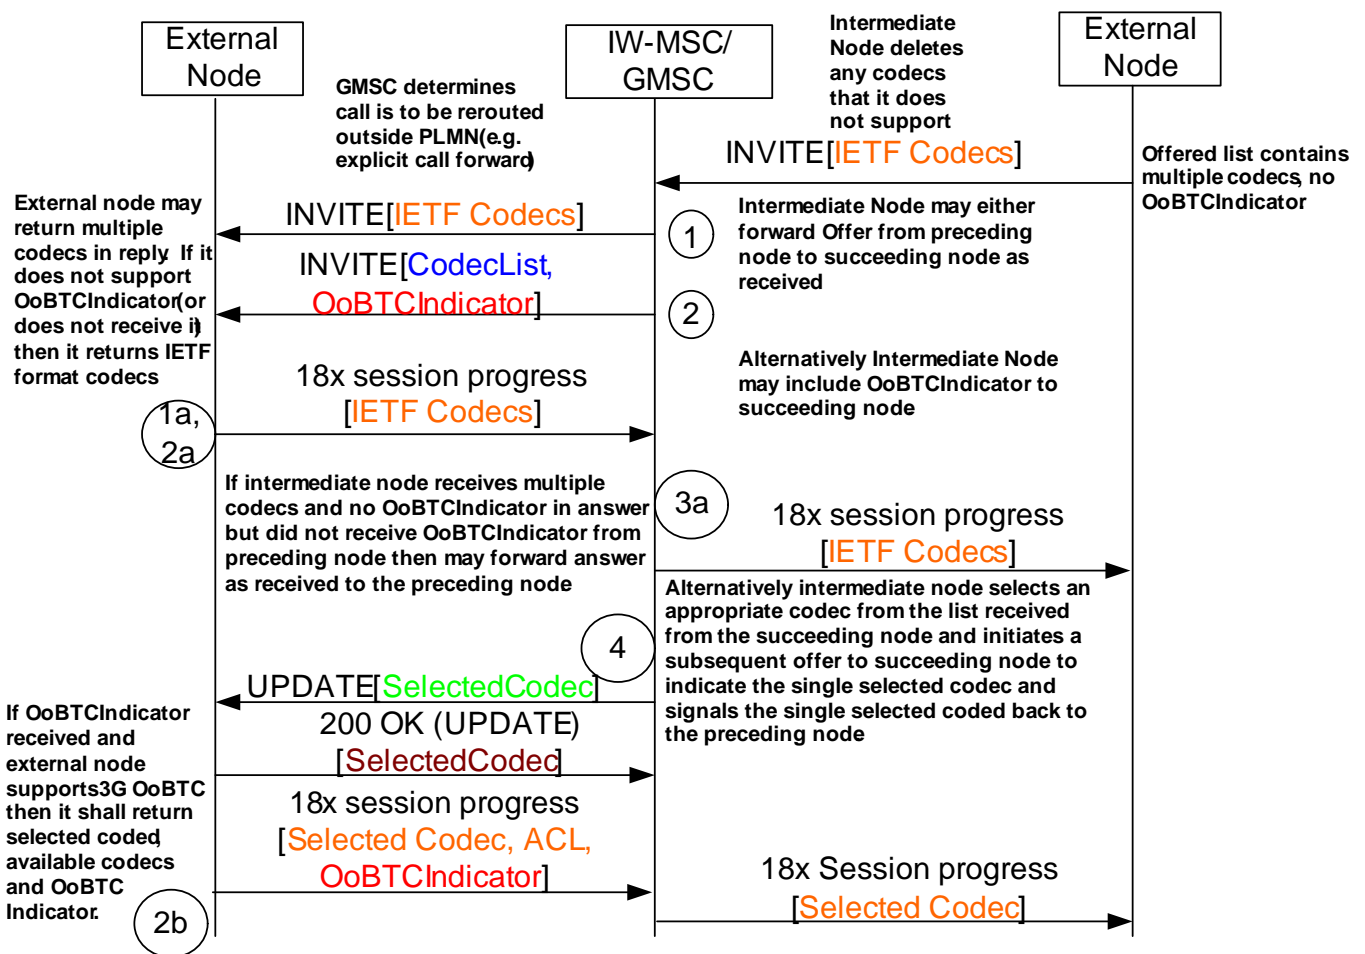 External
Node
IW-MSC/
GMSC
External
Node
Intermediate
Node deletes
any codecs
that it does
not support
GMSC determines
call is to be rerouted
outside PLMN(e.g.
explicit call forward)
INVITE[IETF Codecs]
Offered list contains
multiple codecs, no
OoBTCIndicator
External node may
return multiple
codecs in reply. If it
does not support
OoBTCIndicator(or
does not receive it)
then it returns IETF
format codecs
INVITE[IETF Codecs]
1
Intermediate Node may either
forward Offer from preceding
node to succeeding node as
received
INVITE[CodecList,
OoBTCIndicator]
2
Alternatively Intermediate Node
may include OoBTCIndicator to
succeeding node
18x session progress
[IETF Codecs]
1a,
2a
If intermediate node receives multiple
codecs and no OoBTCIndicator in answer
but did not receive OoBTCIndicator from
preceding node then may forward answer
as received to the preceding node
3a
18x session progress
[IETF Codecs]
Alternatively intermediate node selects an
appropriate codec from the list received
from the succeeding node and initiates a
subsequent offer to succeeding node to
indicate the single selected codec and
signals the single selected coded back to
the preceding node
4
UPDATE[SelectedCodec]
200 OK (UPDATE)
[SelectedCodec]
If OoBTCIndicator
received and
external node
supports3G OoBTC
then it shall return
selected coded,
available codecs
and OoBTC
Indicator.
18x session progress
[Selected Codec, ACL,
OoBTCIndicator]
2b
18x Session progress
[Selected Codec]